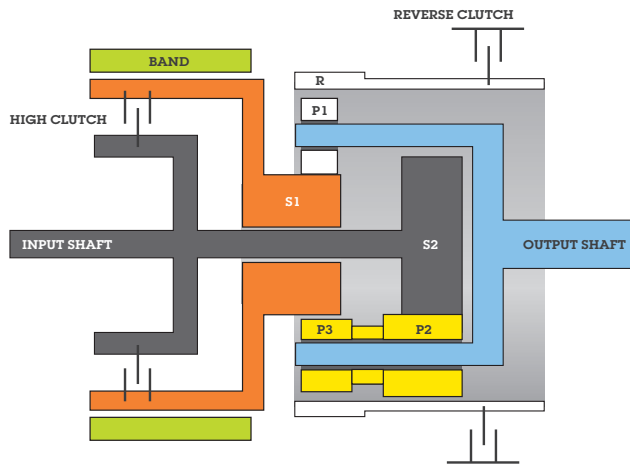 REVERSE CLUTCH
BAND
R
P1
HIGH CLUTCH
S1
INPUT SHAFT
S2
OUTPUT SHAFT
P3
P2